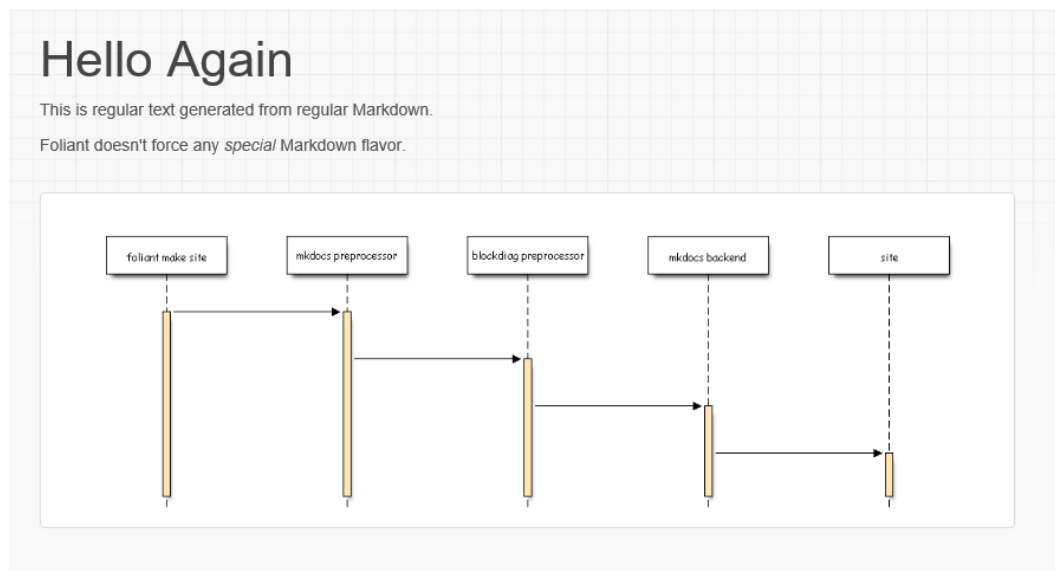 Hello Again
This is regular text generated from regular Markdown.
Foliant doesn't force any special Markdown flavor.
foliant make site
mkdocs preprocessor
blockdiag preprocessor
mkdocs backend
site